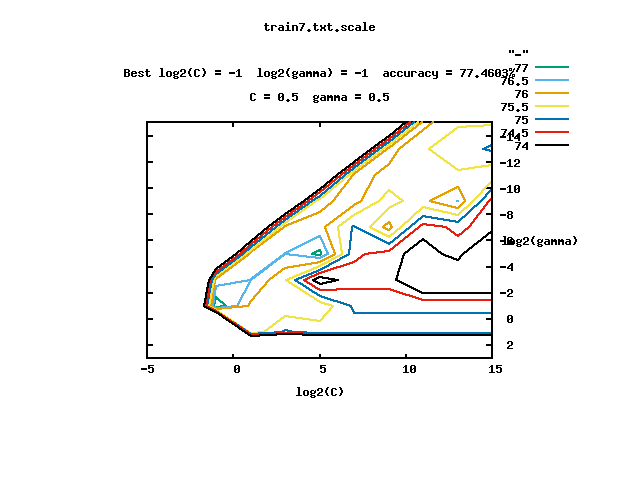 train7.txt.scale
"-"
Best log2(C) = -1  log2(gamma) = -1  accuracy = 77.4603%
77
76.5
C = 0.5  gamma = 0.5
76
75.5
75
74.5
74
-14
-12
-10
-8
-6
log2(gamma)
-4
-2
0
2
-5 0 5 10 15
log2(C)